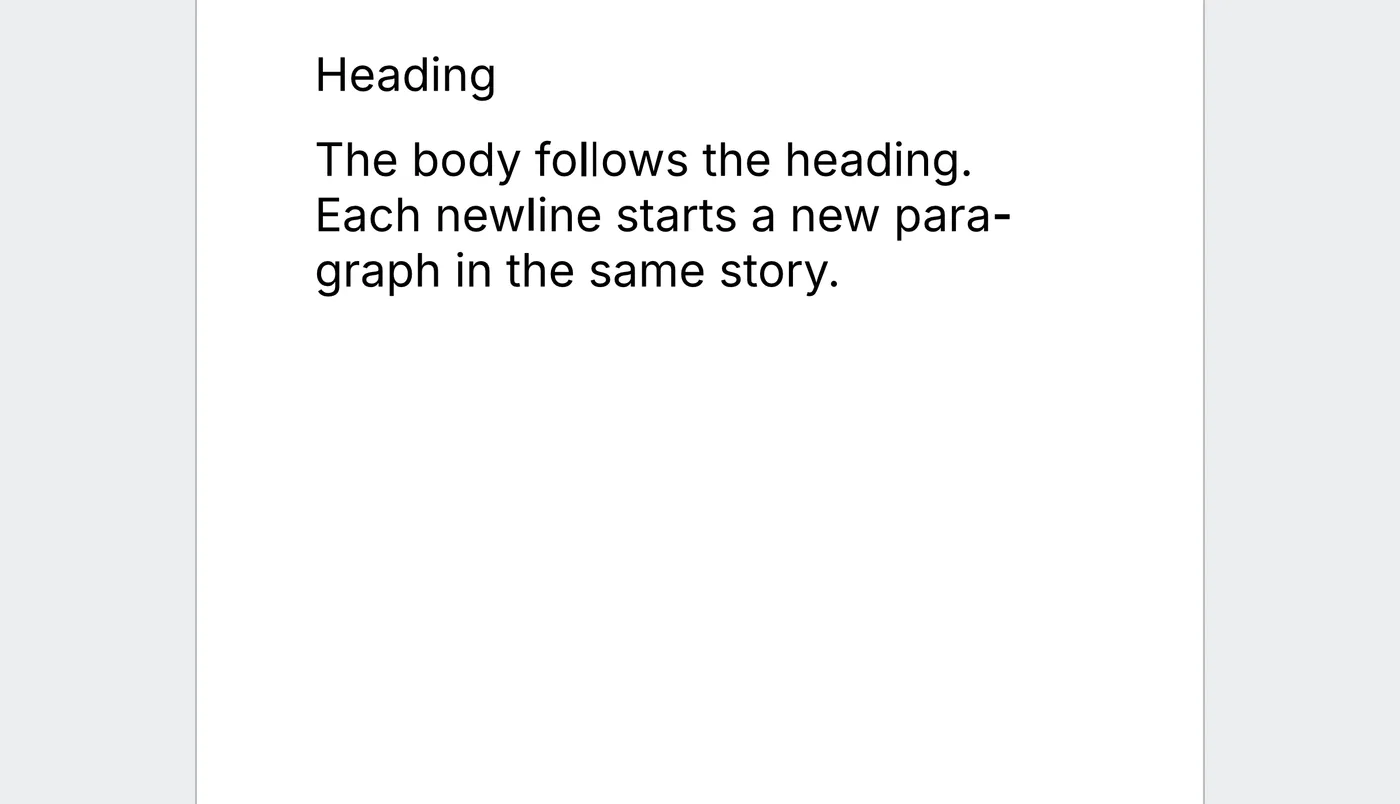 Heading
The body follows the heading.
Each newline starts a new para-
graph in the same story.